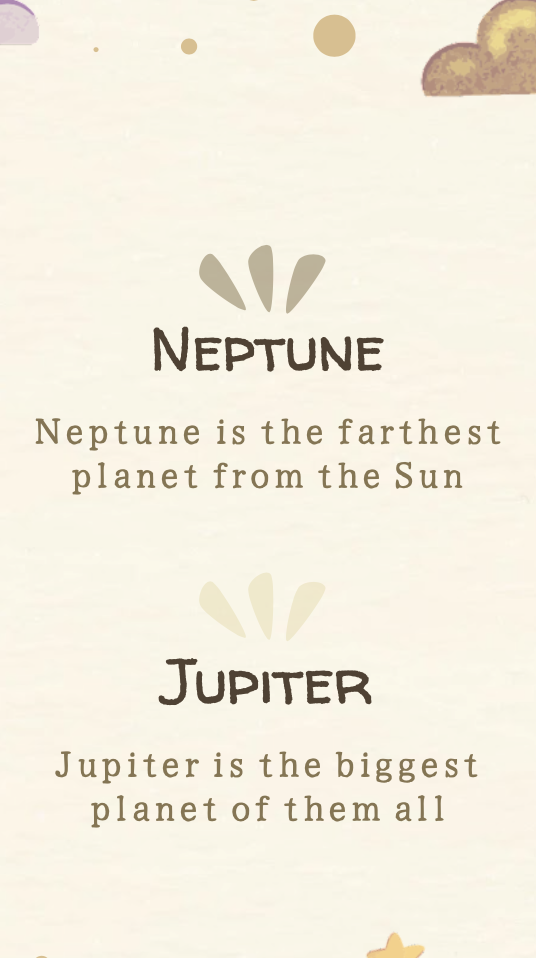 Neptune
Neptune is the farthest
planet from the Sun
Jupiter
Jupiter is the biggest
planet of them all